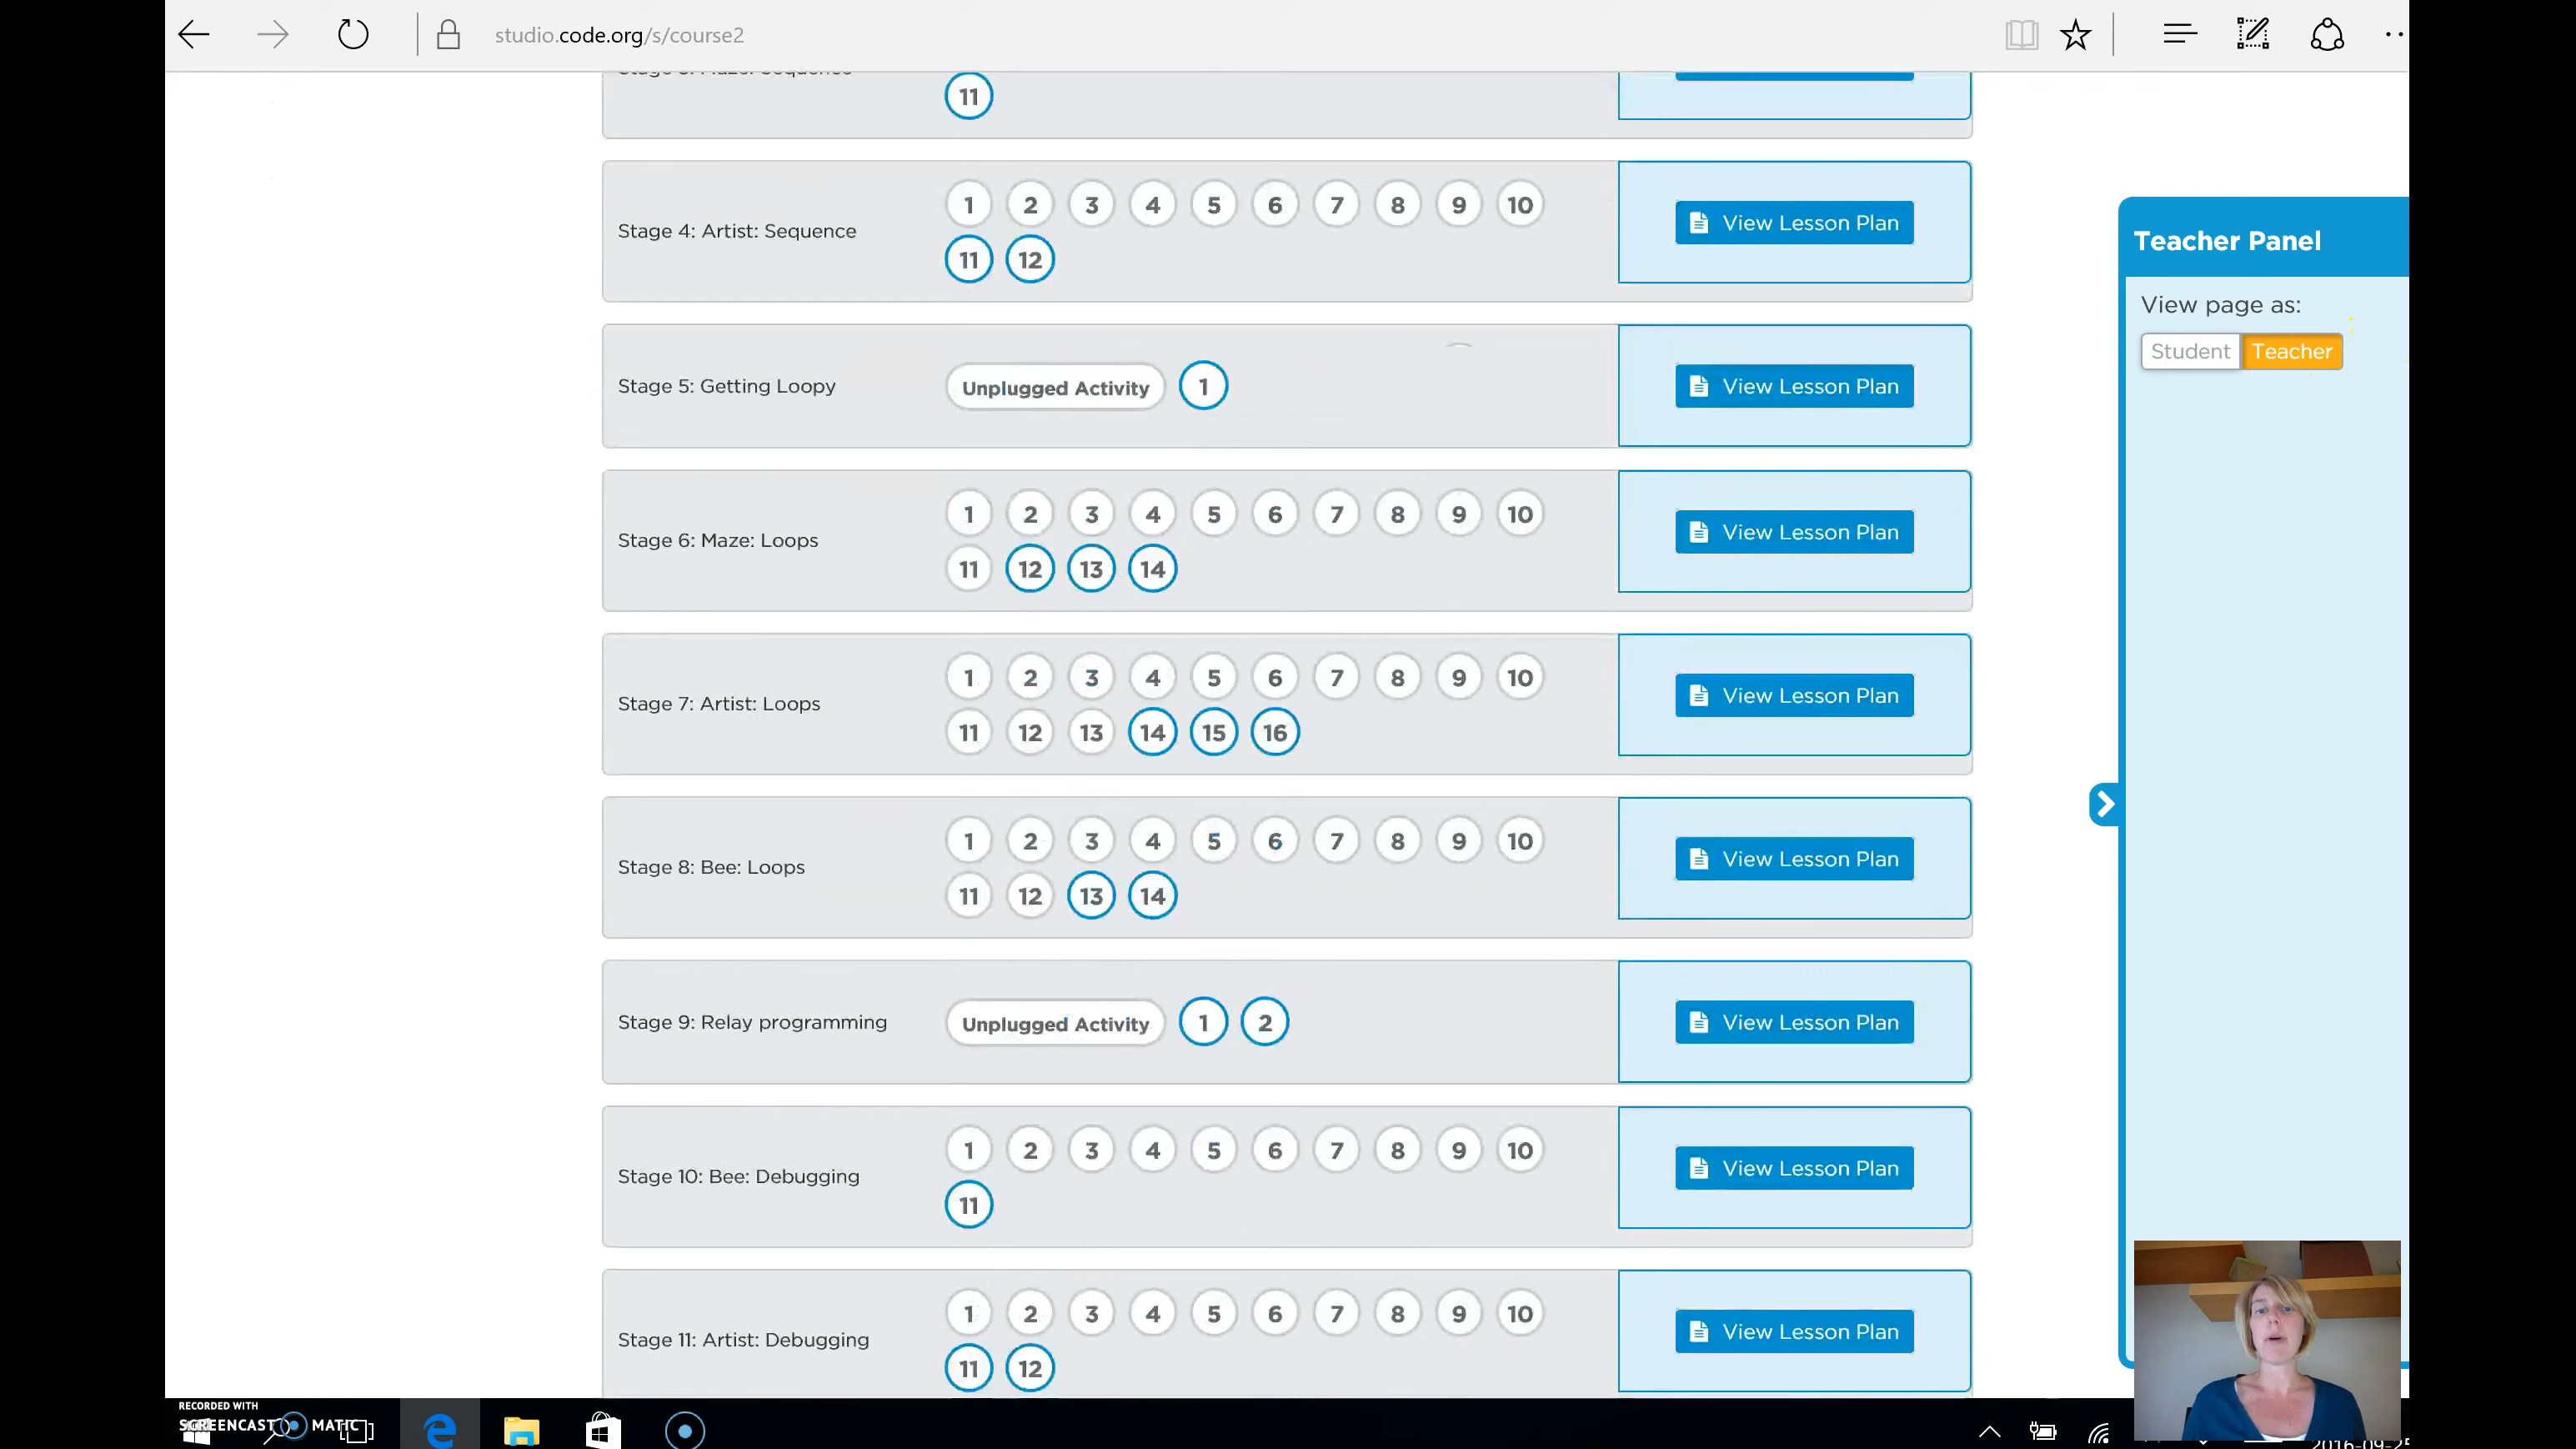 studio.code.org/s/course2
11
Stage 4: Artist: Sequence
1 2 3 4 5 6 7 8 9 10
11 12
View Lesson Plan
Stage 5: Getting Loopy
Unplugged Activity 1
View Lesson Plan
Stage 6: Maze: Loops
1 2 3 4 5 6 7 8 9 10
11 12 13 14
View Lesson Plan
Stage 7: Artist: Loops
1 2 3 4 5 6 7 8 9 10
11 12 13 14 15 16
View Lesson Plan
Stage 8: Bee: Loops
1 2 3 4 5 6 7 8 9 10
11 12 13 14
View Lesson Plan
Stage 9: Relay programming
Unplugged Activity 1 2
View Lesson Plan
Stage 10: Bee: Debugging
1 2 3 4 5 6 7 8 9 10
11
View Lesson Plan
Stage 11: Artist: Debugging
1 2 3 4 5 6 7 8 9 10
11 12
View Lesson Plan
Teacher Panel
View page as:
Student Teacher
RECORDED WITH
SCREENCAST MATIC